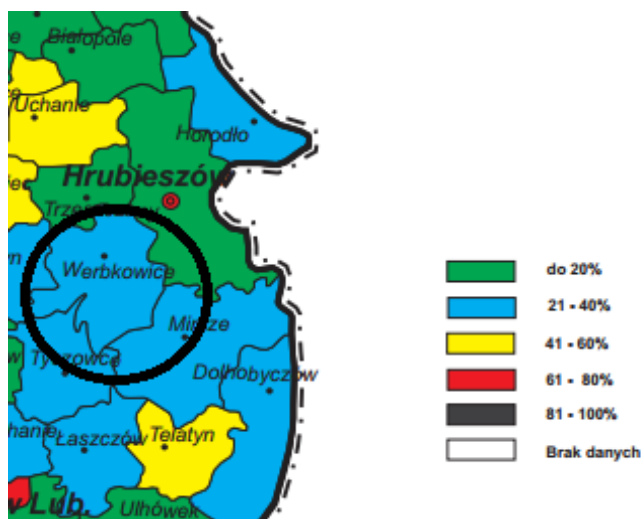 Białopole
Uchanie
Horodło
Hrubieszów
Werbkowice
Mircze
Tyszowce
Dołhobyczów
Łaszczów
Telatyn
Lub.
Ulhówek
do 20%
21 - 40%
41 - 60%
61 - 80%
81 - 100%
Brak danych